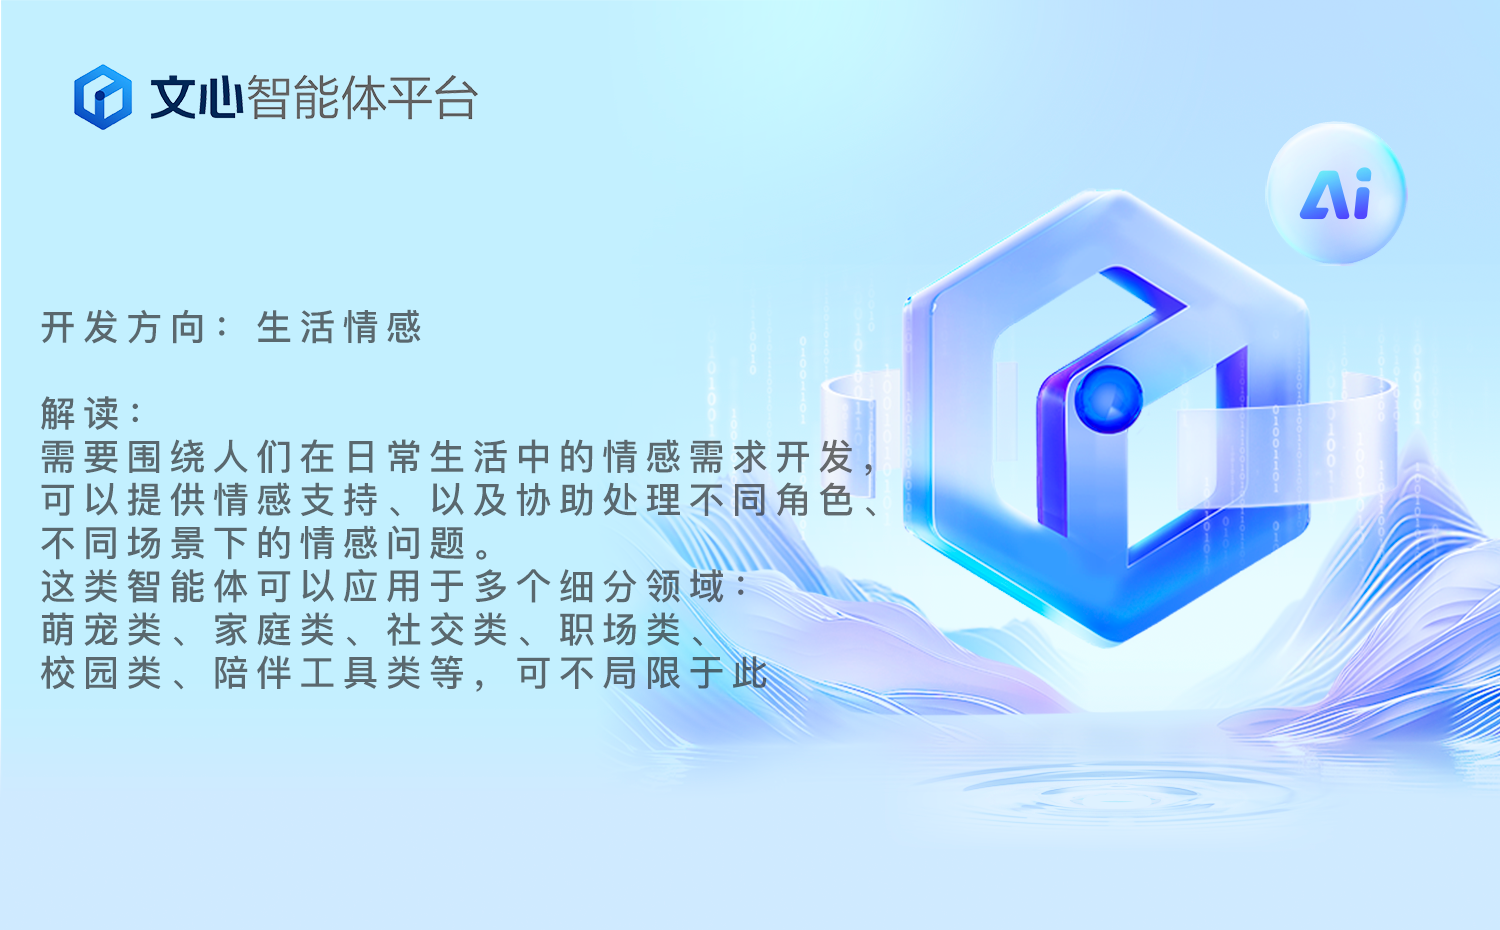 文心智能体平台
Ai
开发方向：生活情感
解读：
需要围绕人们在日常生活中的情感需求开发，
可以提供情感支持、以及协助处理不同角色、
不同场景下的情感问题。
这类智能体可以应用于多个细分领域：
萌宠类、家庭类、社交类、职场类、
校园类、陪伴工具类等，可不局限于此